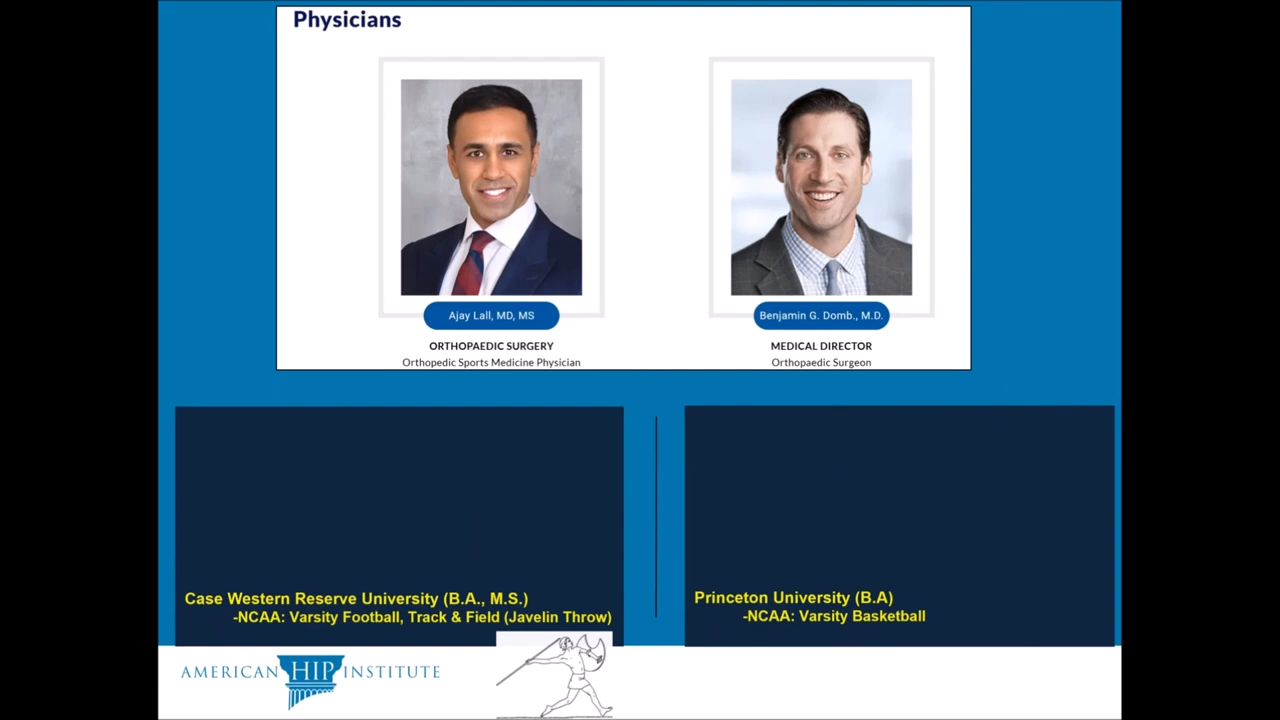 Physicians
Ajay Lall, MD, MS
ORTHOPAEDIC SURGERY
Orthopedic Sports Medicine Physician
Benjamin G. Domb., M.D.
MEDICAL DIRECTOR
Orthopaedic Surgeon
Case Western Reserve University (B.A., M.S.)
-NCAA: Varsity Football, Track & Field (Javelin Throw)
Princeton University (B.A)
-NCAA: Varsity Basketball
AMERICAN HIP INSTITUTE